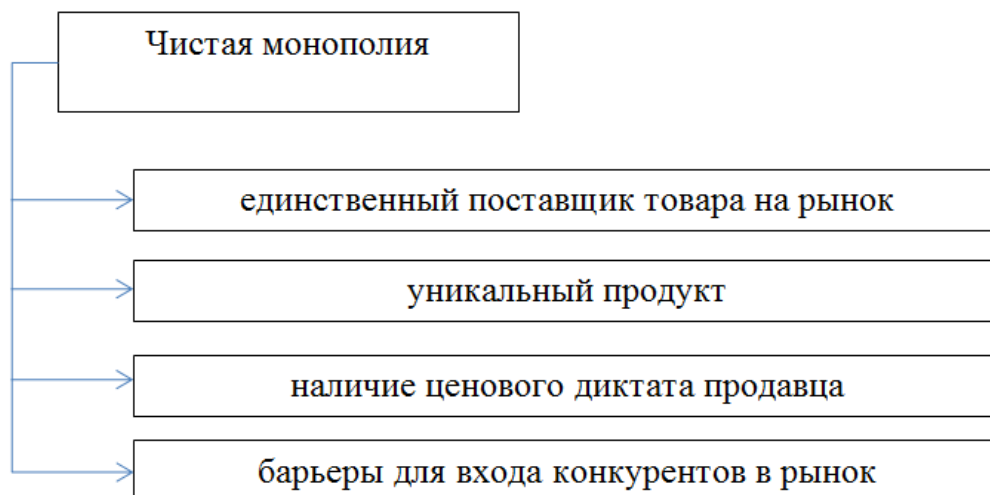 Чистая монополия
единственный поставщик товара на рынок
уникальный продукт
наличие ценового диктата продавца
барьеры для входа конкурентов в рынок